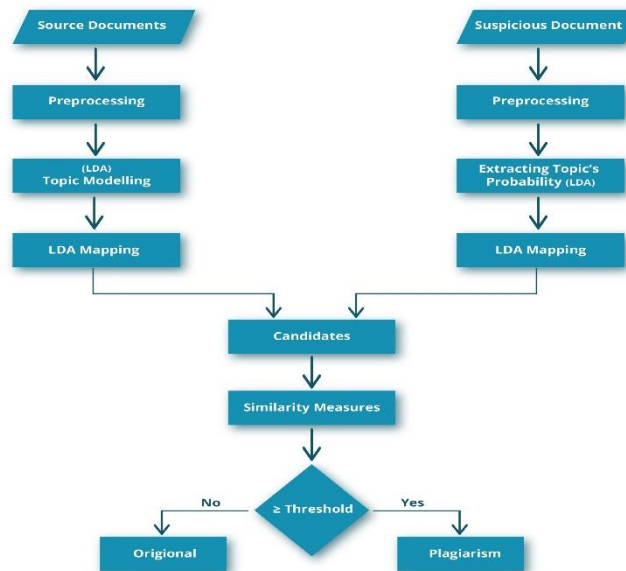 Source Documents
Suspicious Document
Preprocessing
Preprocessing
(LDA)
Topic Modelling
Extracting Topic's
Probability (LDA)
LDA Mapping
LDA Mapping
Candidates
Similarity Measures
≥ Threshold
No
Yes
Origional
Plagiarism